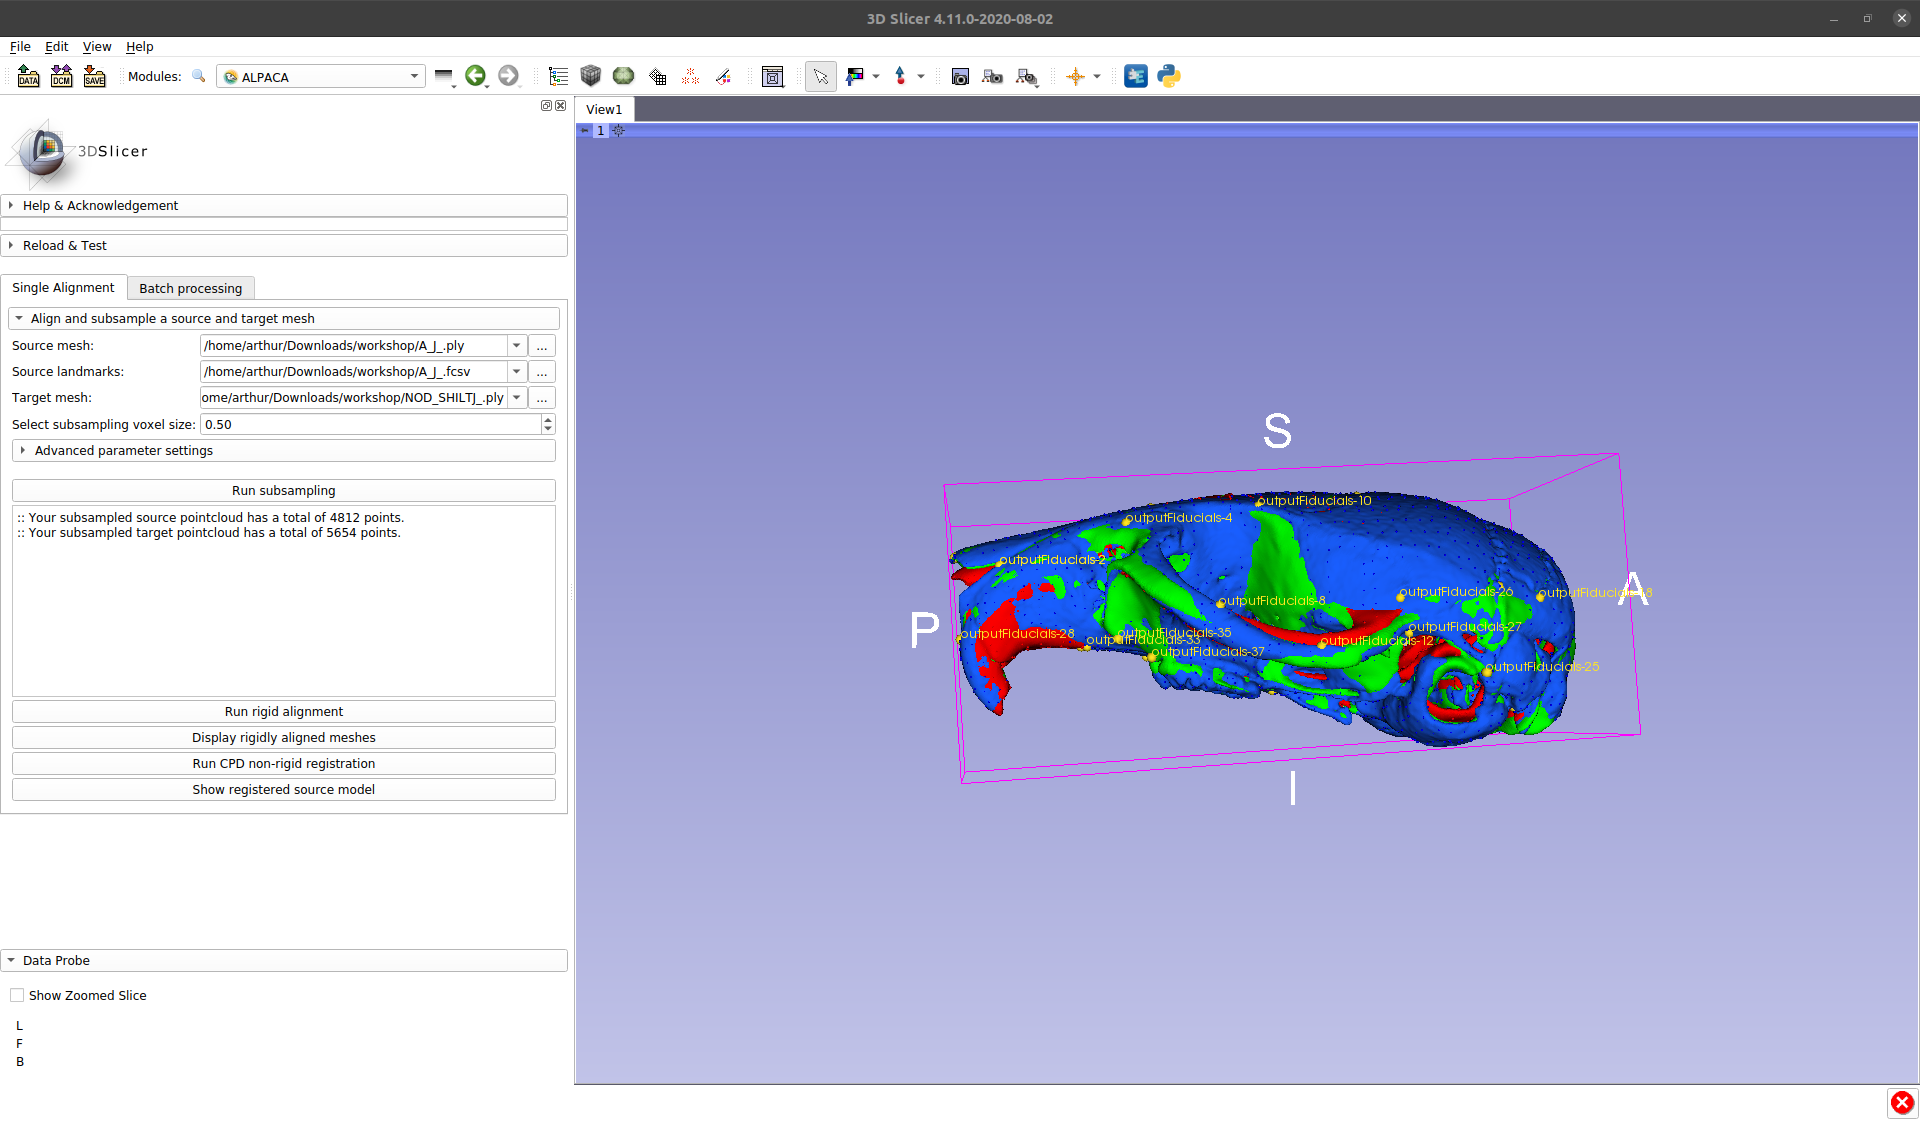 3D Slicer 4.11.0-2020-08-02
File Edit View Help
DATA DCM SAVE Modules: ALPACA
View1
1
3DSlicer
Help & Acknowledgement
Reload & Test
Single Alignment Batch processing
Align and subsample a source and target mesh
Source mesh: /home/arthur/Downloads/workshop/A_J_.ply ...
Source landmarks: /home/arthur/Downloads/workshop/A_J_.fcsv ...
Target mesh: ome/arthur/Downloads/workshop/NOD_SHILTJ_.ply ...
Select subsampling voxel size: 0.50
Advanced parameter settings
Run subsampling
:: Your subsampled source pointcloud has a total of 4812 points.
:: Your subsampled target pointcloud has a total of 5654 points.
Run rigid alignment
Display rigidly aligned meshes
Run CPD non-rigid registration
Show registered source model
Data Probe
Show Zoomed Slice
L
F
B
S
outputFiducials-10
outputFiducials-4
outputFiducials-2
outputFiducials-26
outputFiducials-8
A
P
outputFiducials-27
outputFiducials-28
outputFiducials-35
outputFiducials-33
outputFiducials-12
outputFiducials-37
outputFiducials-25
I